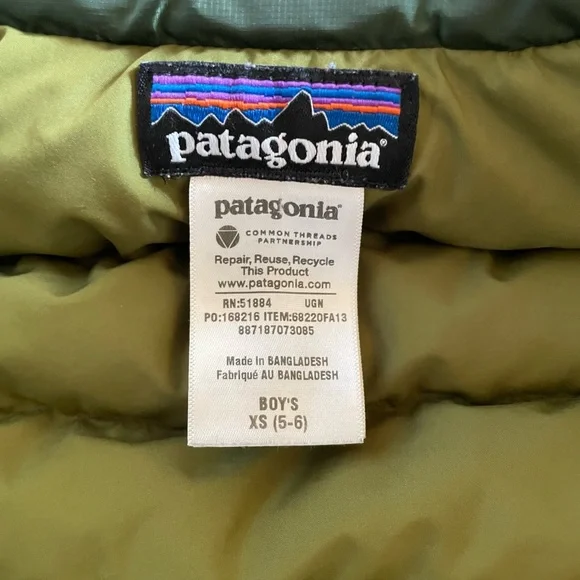 patagonia®
patagonia®
COMMON THREADS
PARTNERSHIP
Repair, Reuse, Recycle
This Product
www.patagonia.com
RN:51884 UGN
PO:168216 ITEM:68220FA13
887187073085
Made in BANGLADESH
Fabriqué AU BANGLADESH
BOY'S
XS (5-6)